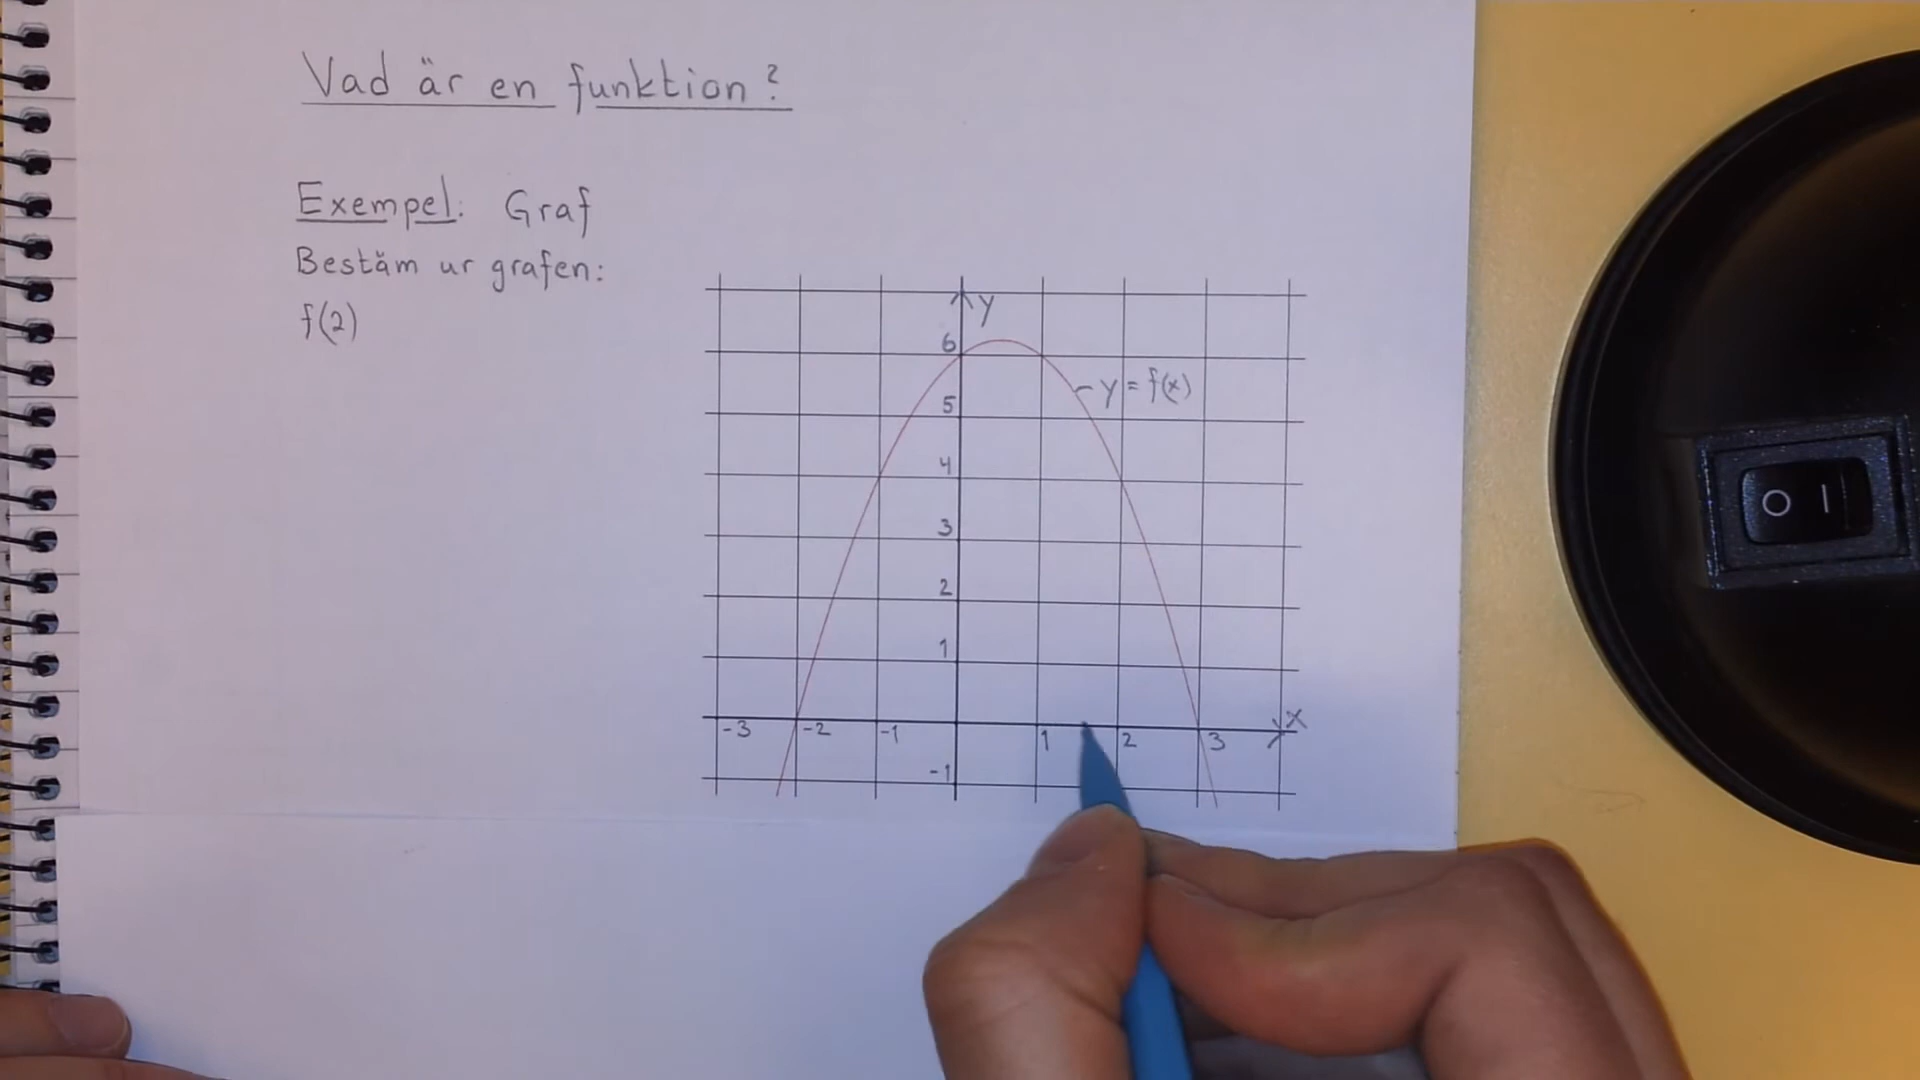 Vad är en funktion?
Exempel: Graf
Bestäm ur grafen:
f(2)
y
6
y = f(x)
5
4
3
2
1
-3 -2 -1 1 2 3 x
-1
O I